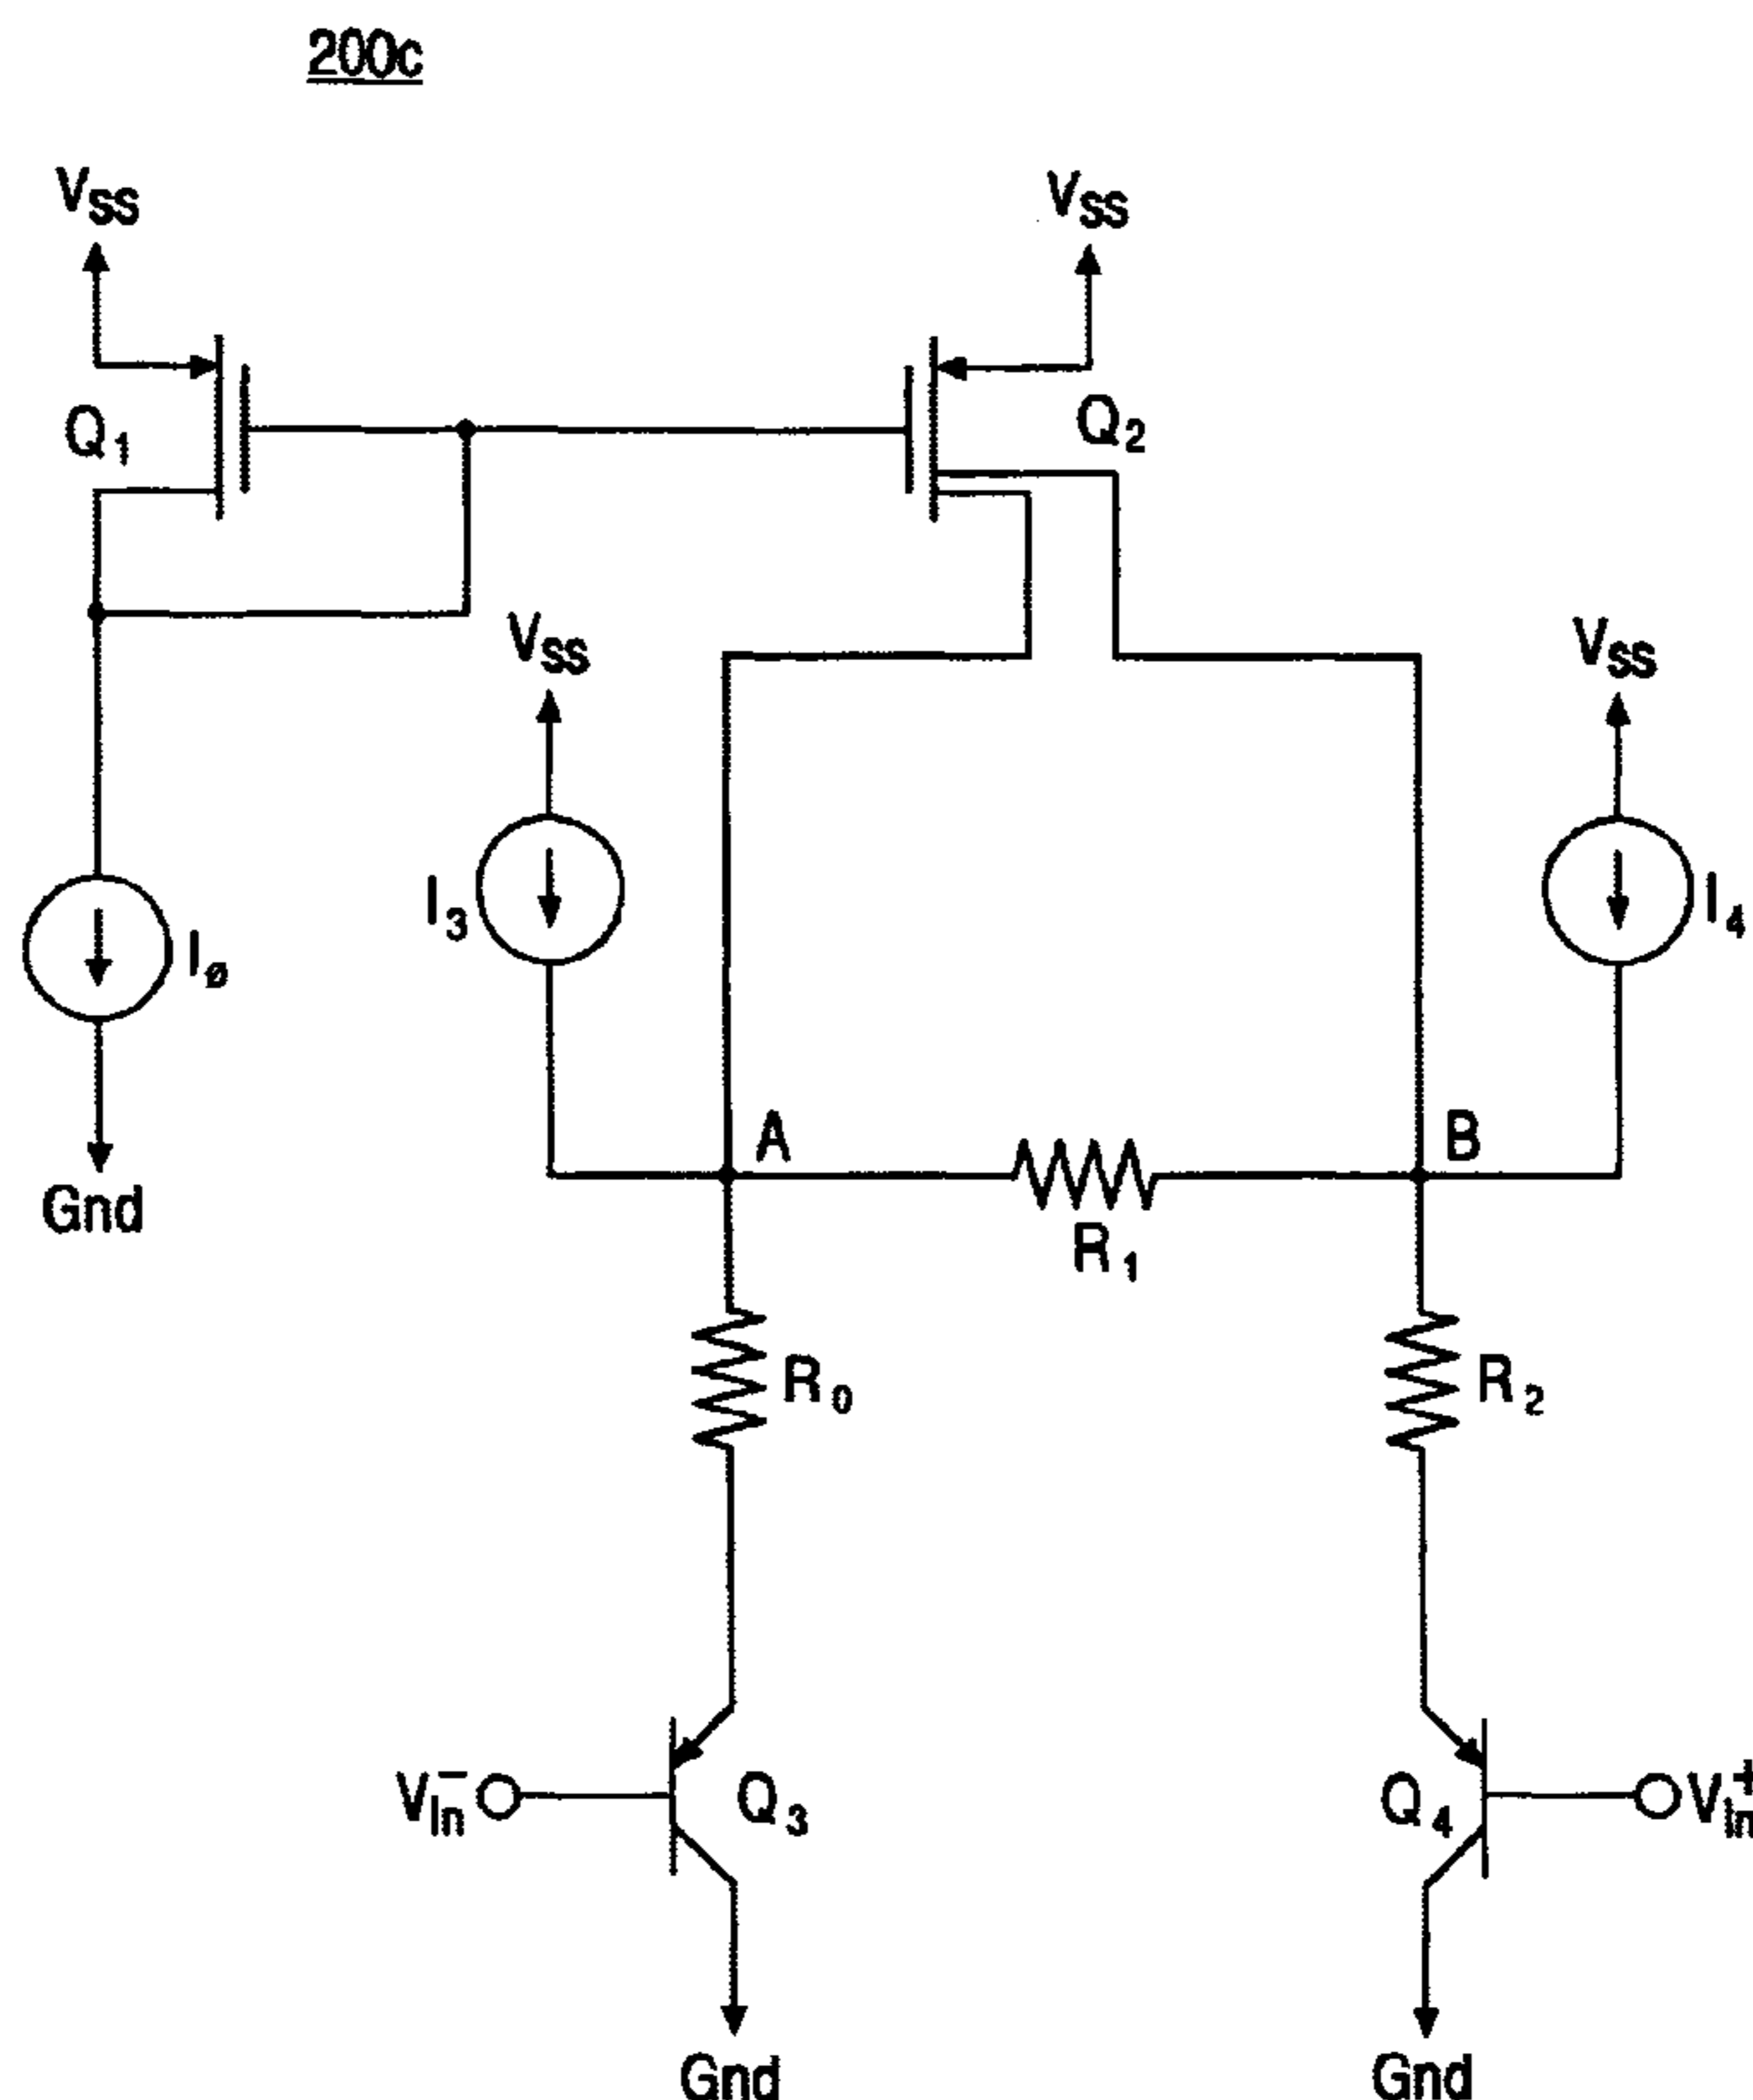 200c
VSS
VSS
Q1
Q2
VSS
VSS
I3
I4
Iø
A
B
Gnd
R1
R0
R2
VIn−
Q3
Q4
VIn+
Gnd
Gnd